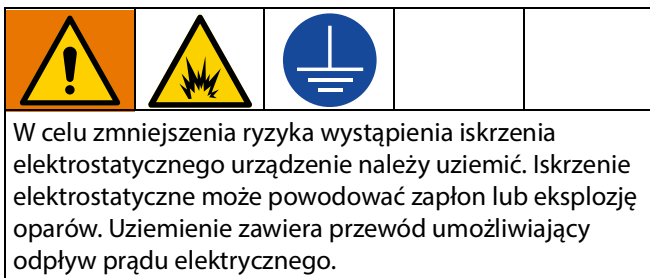 W celu zmniejszenia ryzyka wystąpienia iskrzenia
elektrostatycznego urządzenie należy uziemić. Iskrzenie
elektrostatyczne może powodować zapłon lub eksplozję
oparów. Uziemienie zawiera przewód umożliwiający
odpływ prądu elektrycznego.